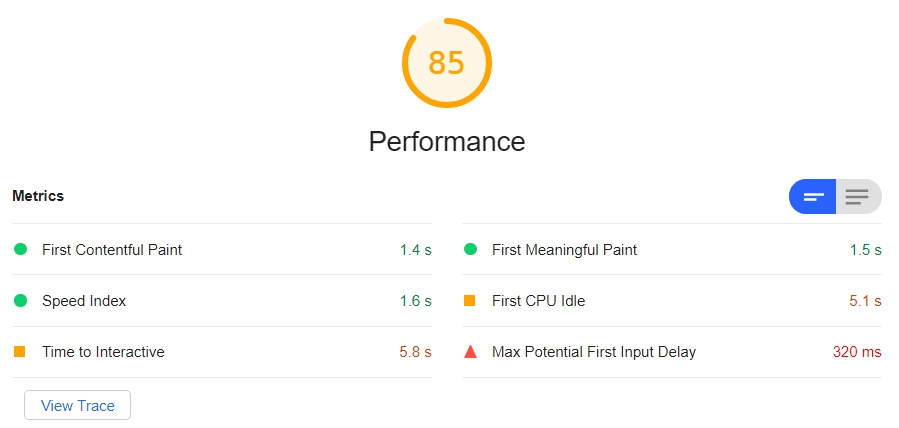 85
Performance
Metrics
First Contentful Paint 1.4 s
First Meaningful Paint 1.5 s
Speed Index 1.6 s
First CPU Idle 5.1 s
Time to Interactive 5.8 s
Max Potential First Input Delay 320 ms
View Trace